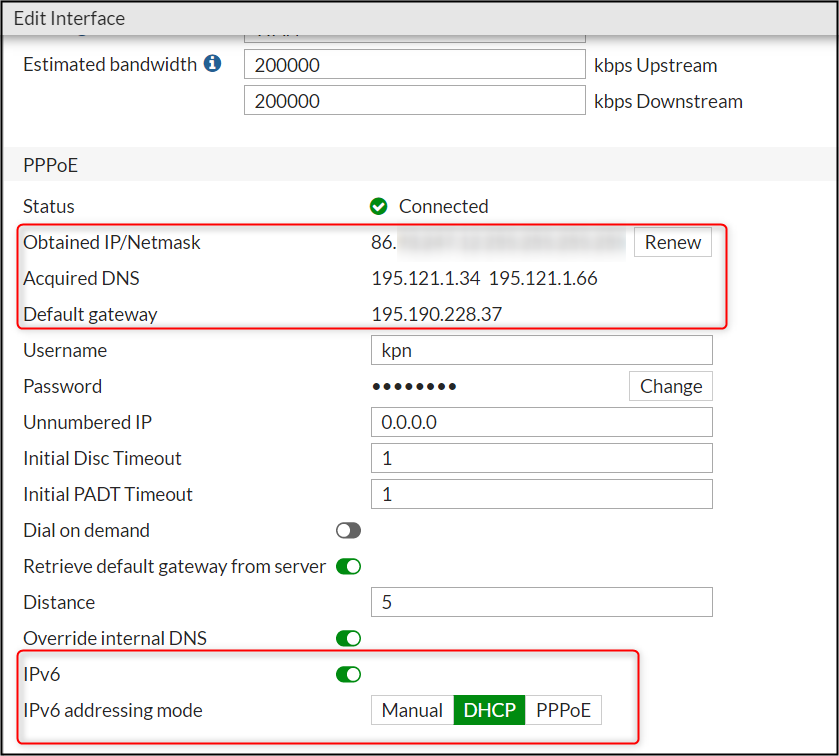 Edit Interface
Estimated bandwidth 200000 kbps Upstream
200000 kbps Downstream
PPPoE
Status Connected
Obtained IP/Netmask 86. Renew
Acquired DNS 195.121.1.34 195.121.1.66
Default gateway 195.190.228.37
Username kpn
Password •••••••• Change
Unnumbered IP 0.0.0.0
Initial Disc Timeout 1
Initial PADT Timeout 1
Dial on demand
Retrieve default gateway from server
Distance 5
Override internal DNS
IPv6
IPv6 addressing mode Manual DHCP PPPoE